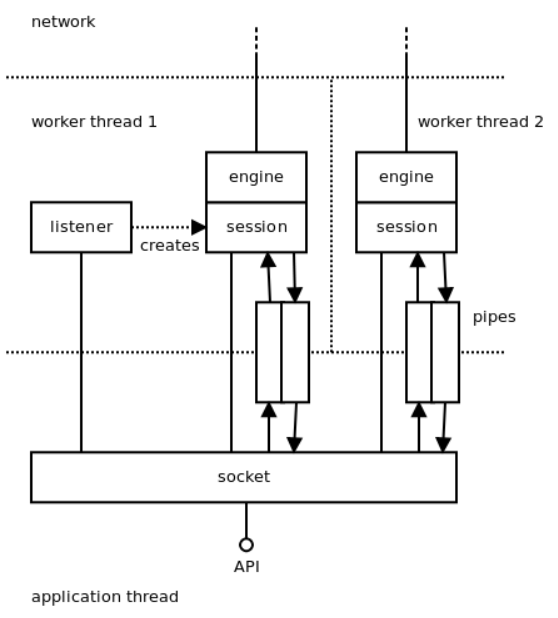 network
worker thread 1
worker thread 2
engine
engine
listener
session
session
creates
pipes
socket
API
application thread